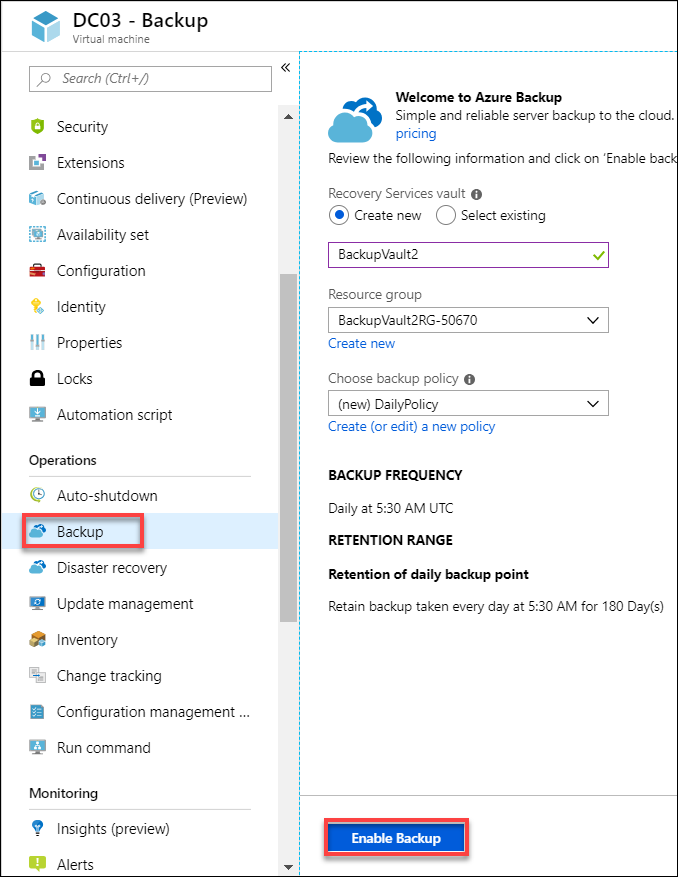 DC03 - Backup
Virtual machine
Search (Ctrl+/)
«
Security
Extensions
Continuous delivery (Preview)
Availability set
Configuration
Identity
Properties
Locks
Automation script
Operations
Auto-shutdown
Backup
Disaster recovery
Update management
Inventory
Change tracking
Configuration management ...
Run command
Monitoring
Insights (preview)
Alerts
Welcome to Azure Backup
Simple and reliable server backup to the cloud.
pricing
Review the following information and click on 'Enable back
Recovery Services vault
Create new Select existing
BackupVault2
Resource group
BackupVault2RG-50670
Create new
Choose backup policy
(new) DailyPolicy
Create (or edit) a new policy
BACKUP FREQUENCY
Daily at 5:30 AM UTC
RETENTION RANGE
Retention of daily backup point
Retain backup taken every day at 5:30 AM for 180 Day(s)
Enable Backup